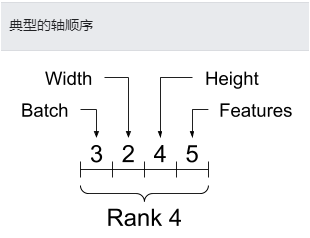 典型的轴顺序
Width Height
Batch Features
3 2 4 5
Rank 4